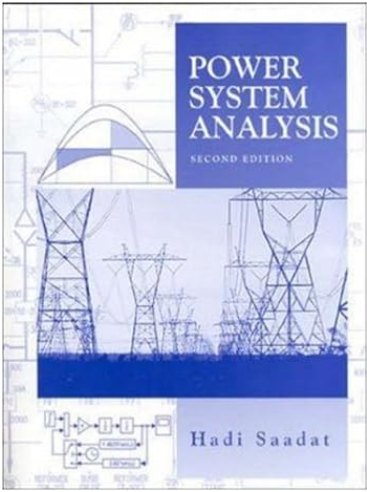 POWER
SYSTEM
ANALYSIS
SECOND EDITION
Hadi Saadat